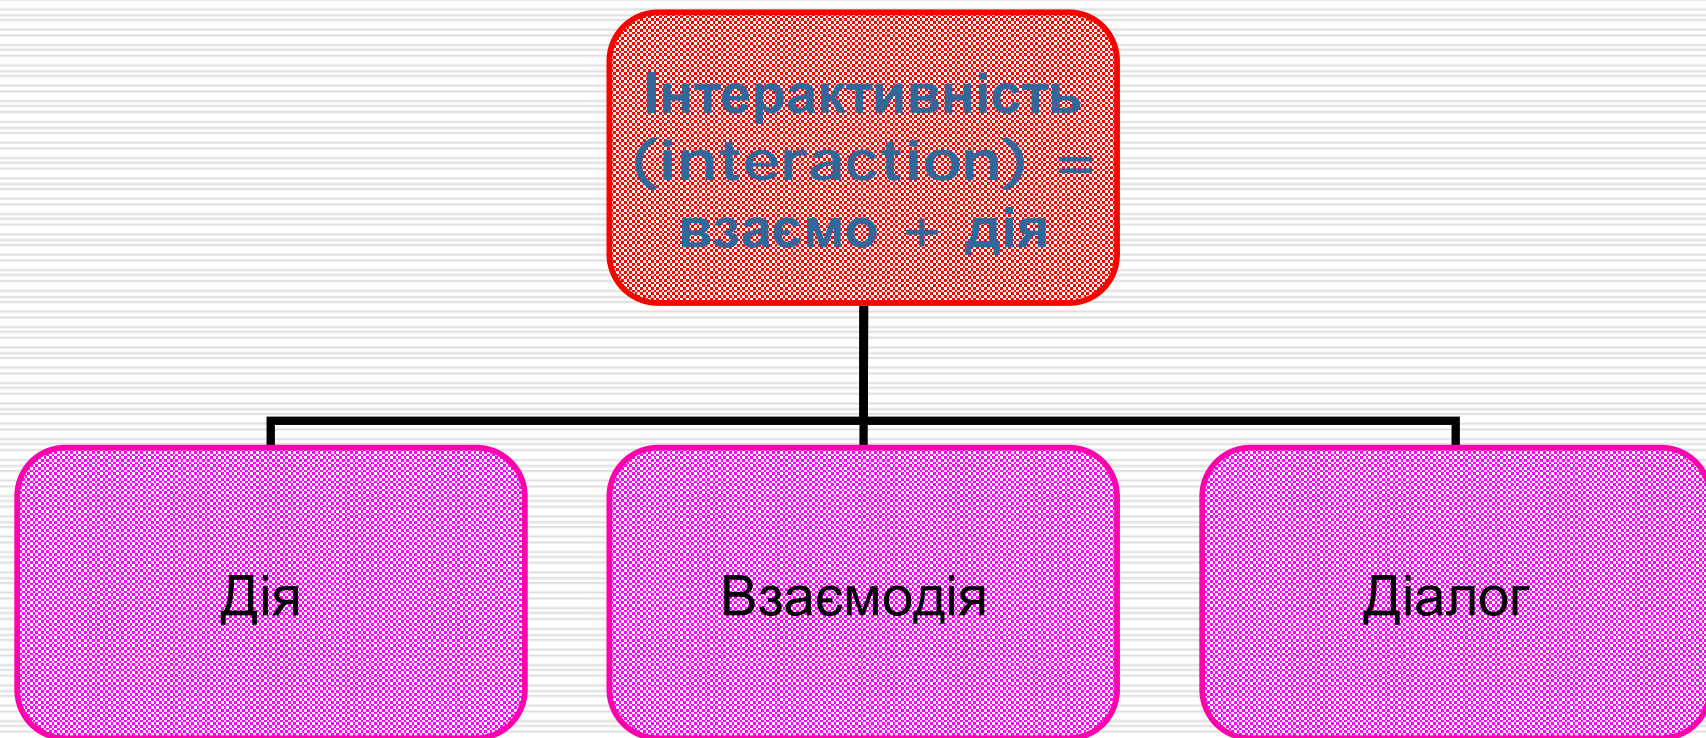 Інтерактивність
(interaction) =
взаємо + дія
Дія
Взаємодія
Діалог